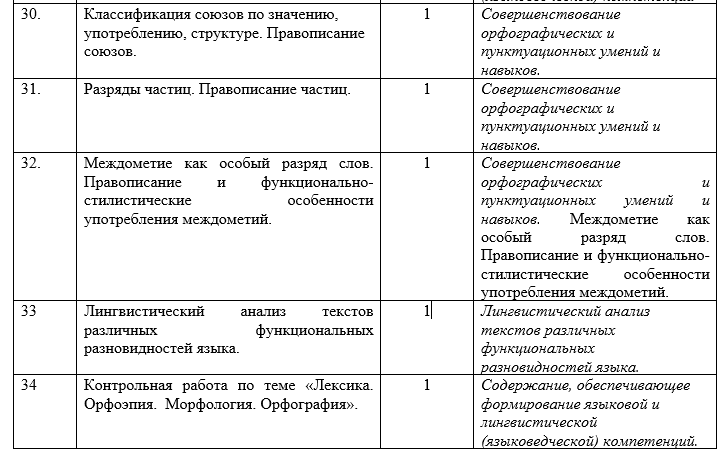 (языковедческой) компетенций
30.
Классификация союзов по значению,
употреблению, структуре. Правописание
союзов.
1
Совершенствование
орфографических и
пунктуационных умений и
навыков.
31.
Разряды частиц. Правописание частиц.
1
Совершенствование
орфографических и
пунктуационных умений и
навыков.
32.
Междометие как особый разряд слов.
Правописание и функционально-
стилистические особенности
употребления междометий.
1
Совершенствование
орфографических и
пунктуационных умений и
навыков. Междометие как
особый разряд слов.
Правописание и функционально-
стилистические особенности
употребления междометий.
33
Лингвистический анализ текстов
различных функциональных
разновидностей языка.
1
Лингвистический анализ
текстов различных
функциональных
разновидностей языка.
34
Контрольная работа по теме «Лексика.
Орфоэпия. Морфология. Орфография».
1
Содержание, обеспечивающее
формирование языковой и
лингвистической
(языковедческой) компетенций.